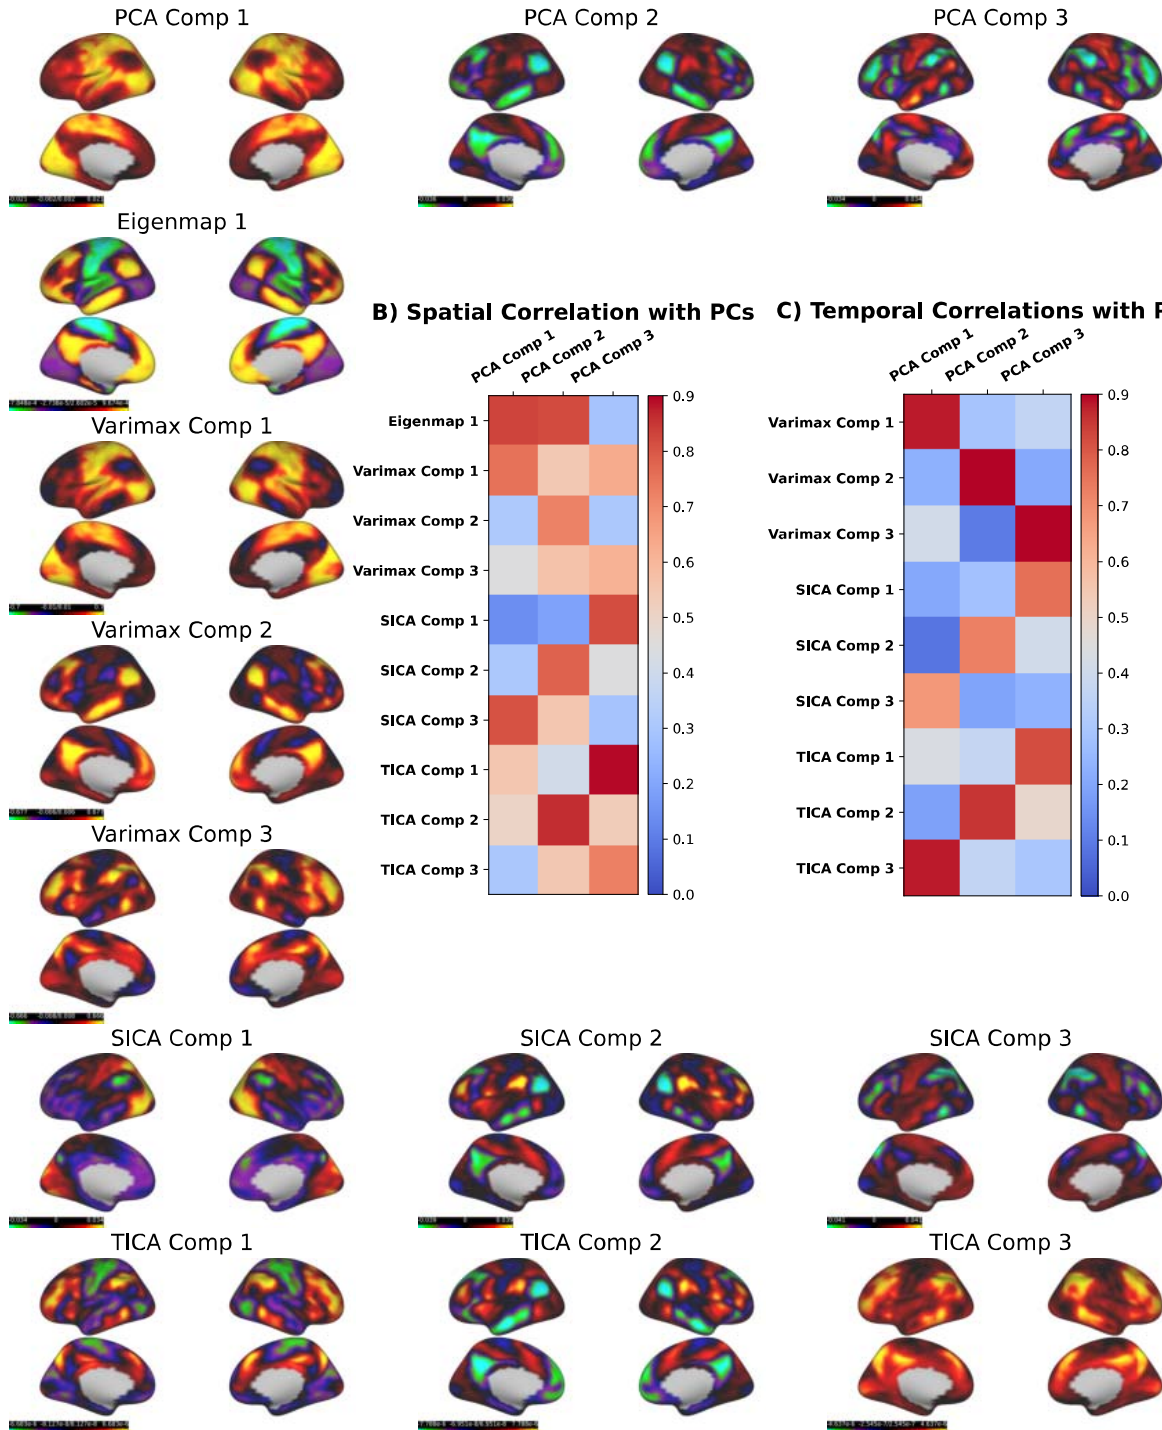 PCA Comp 1
PCA Comp 2
PCA Comp 3
Eigenmap 1
Varimax Comp 1
Varimax Comp 2
Varimax Comp 3
B) Spatial Correlation with PCs
PCA Comp 1
PCA Comp 2
PCA Comp 3
Eigenmap 1
Varimax Comp 1
Varimax Comp 2
Varimax Comp 3
SICA Comp 1
SICA Comp 2
SICA Comp 3
TICA Comp 1
TICA Comp 2
TICA Comp 3
0.9
0.8
0.7
0.6
0.5
0.4
0.3
0.2
0.1
0.0
C) Temporal Correlations with P
PCA Comp 1
PCA Comp 2
PCA Comp 3
Varimax Comp 1
Varimax Comp 2
Varimax Comp 3
SICA Comp 1
SICA Comp 2
SICA Comp 3
TICA Comp 1
TICA Comp 2
TICA Comp 3
0.9
0.8
0.7
0.6
0.5
0.4
0.3
0.2
0.1
0.0
SICA Comp 1
SICA Comp 2
SICA Comp 3
TICA Comp 1
TICA Comp 2
TICA Comp 3